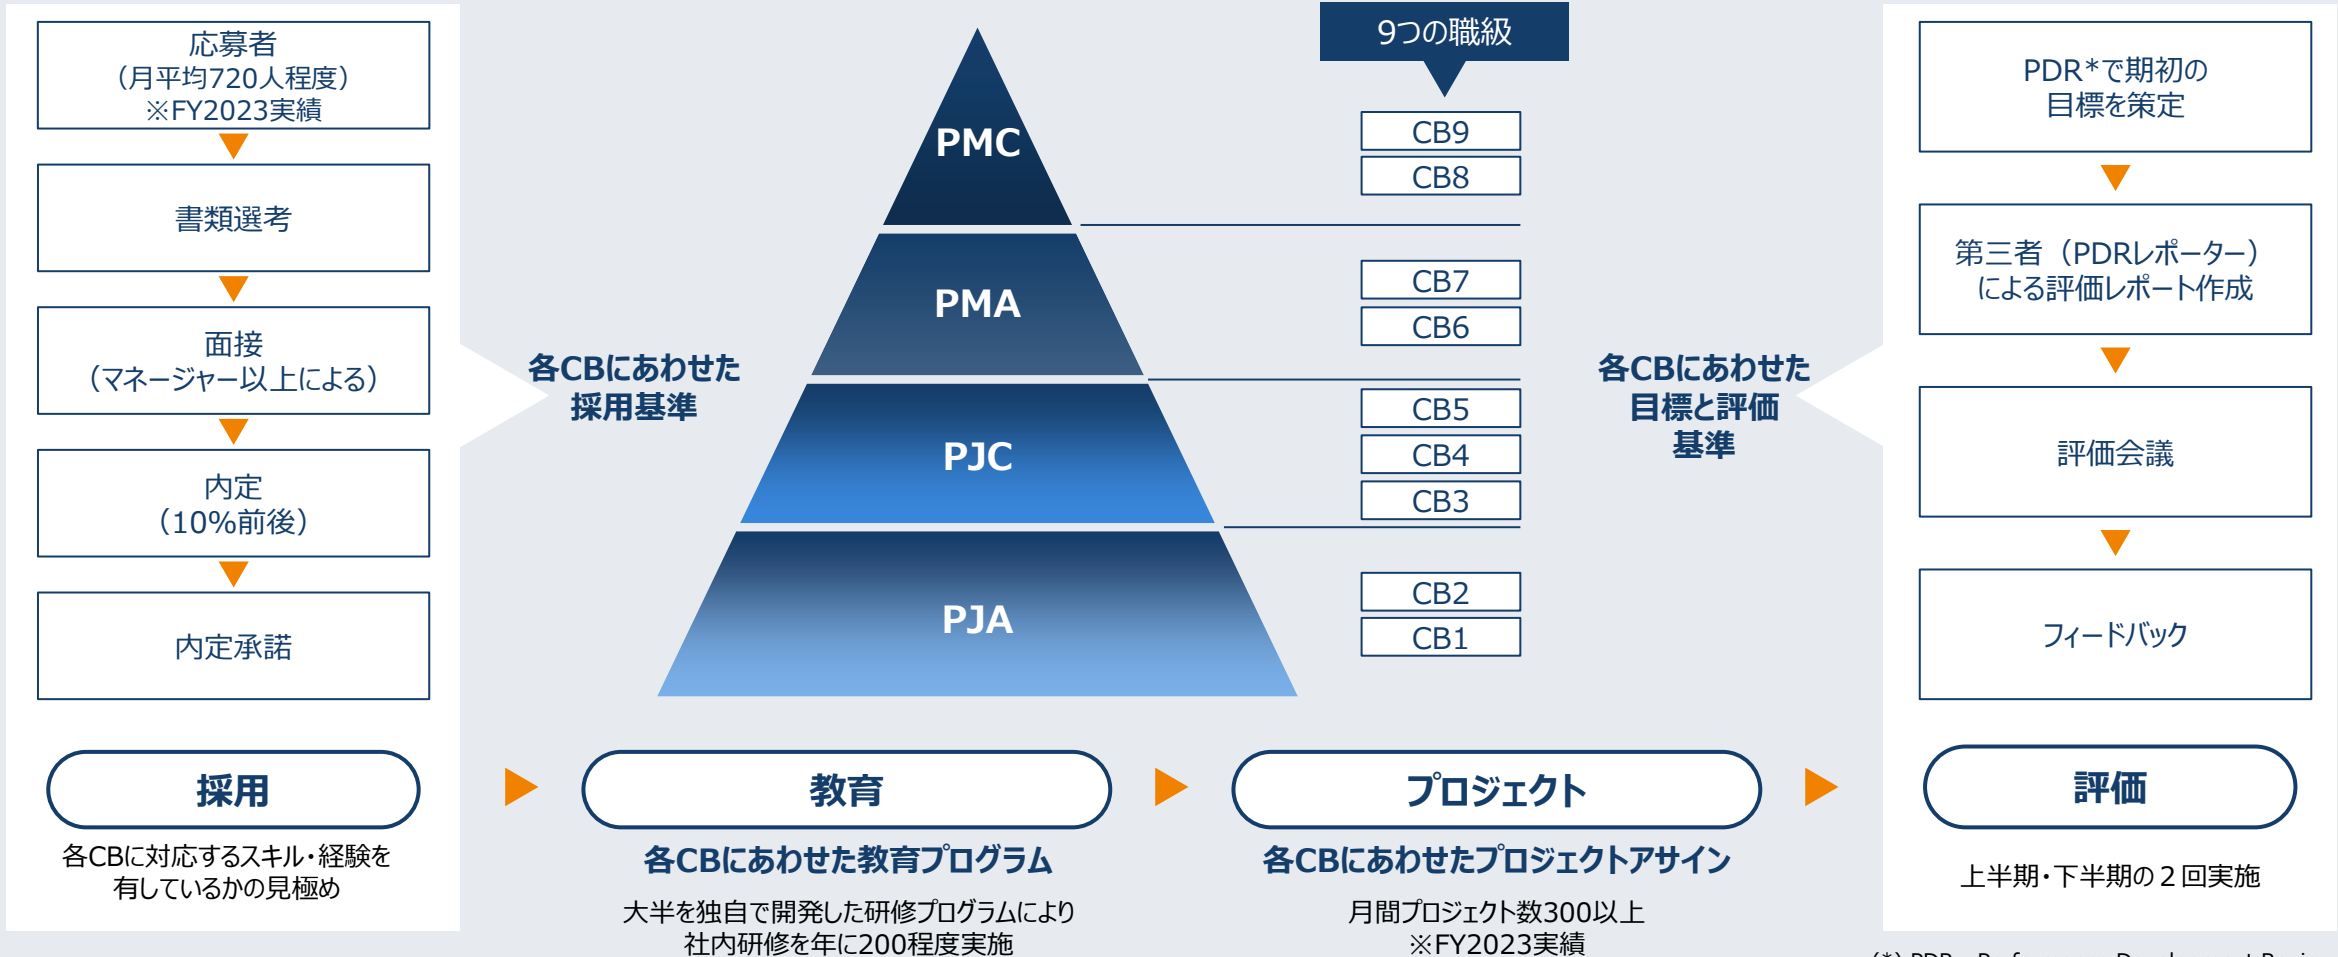 応募者
（月平均720人程度）
※FY2023実績
書類選考
面接
（マネージャー以上による）
内定
（10%前後）
内定承諾
採用
各CBに対応するスキル・経験を
有しているかの見極め
各CBにあわせた
採用基準
PMC
PMA
PJC
PJA
9つの職級
CB9
CB8
CB7
CB6
CB5
CB4
CB3
CB2
CB1
教育
各CBにあわせた教育プログラム
大半を独自で開発した研修プログラムにより
社内研修を年に200程度実施
プロジェクト
各CBにあわせたプロジェクトアサイン
月間プロジェクト数300以上
※FY2023実績
各CBにあわせた
目標と評価
基準
PDR*で期初の
目標を策定
第三者（PDRレポーター）
による評価レポート作成
評価会議
フィードバック
評価
上半期・下半期の２回実施